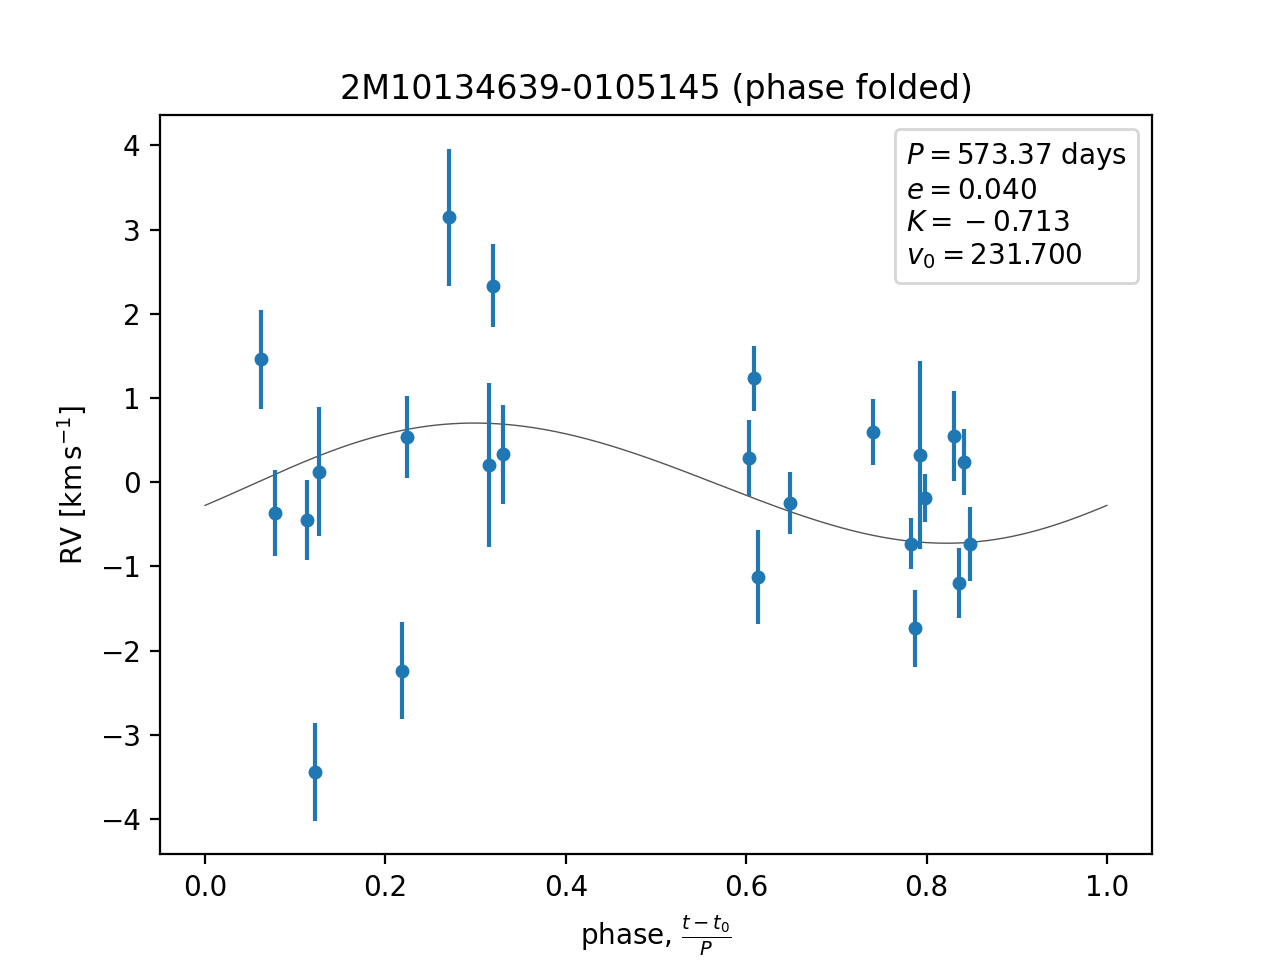 2M10134639-0105145 (phase folded)
P = 573.37 days
e = 0.040
K = −0.713
v₀ = 231.700
4
3
2
1
0
−1
−2
−3
−4
RV [km s⁻¹]
0.0 0.2 0.4 0.6 0.8 1.0
phase, (t − t₀)/P